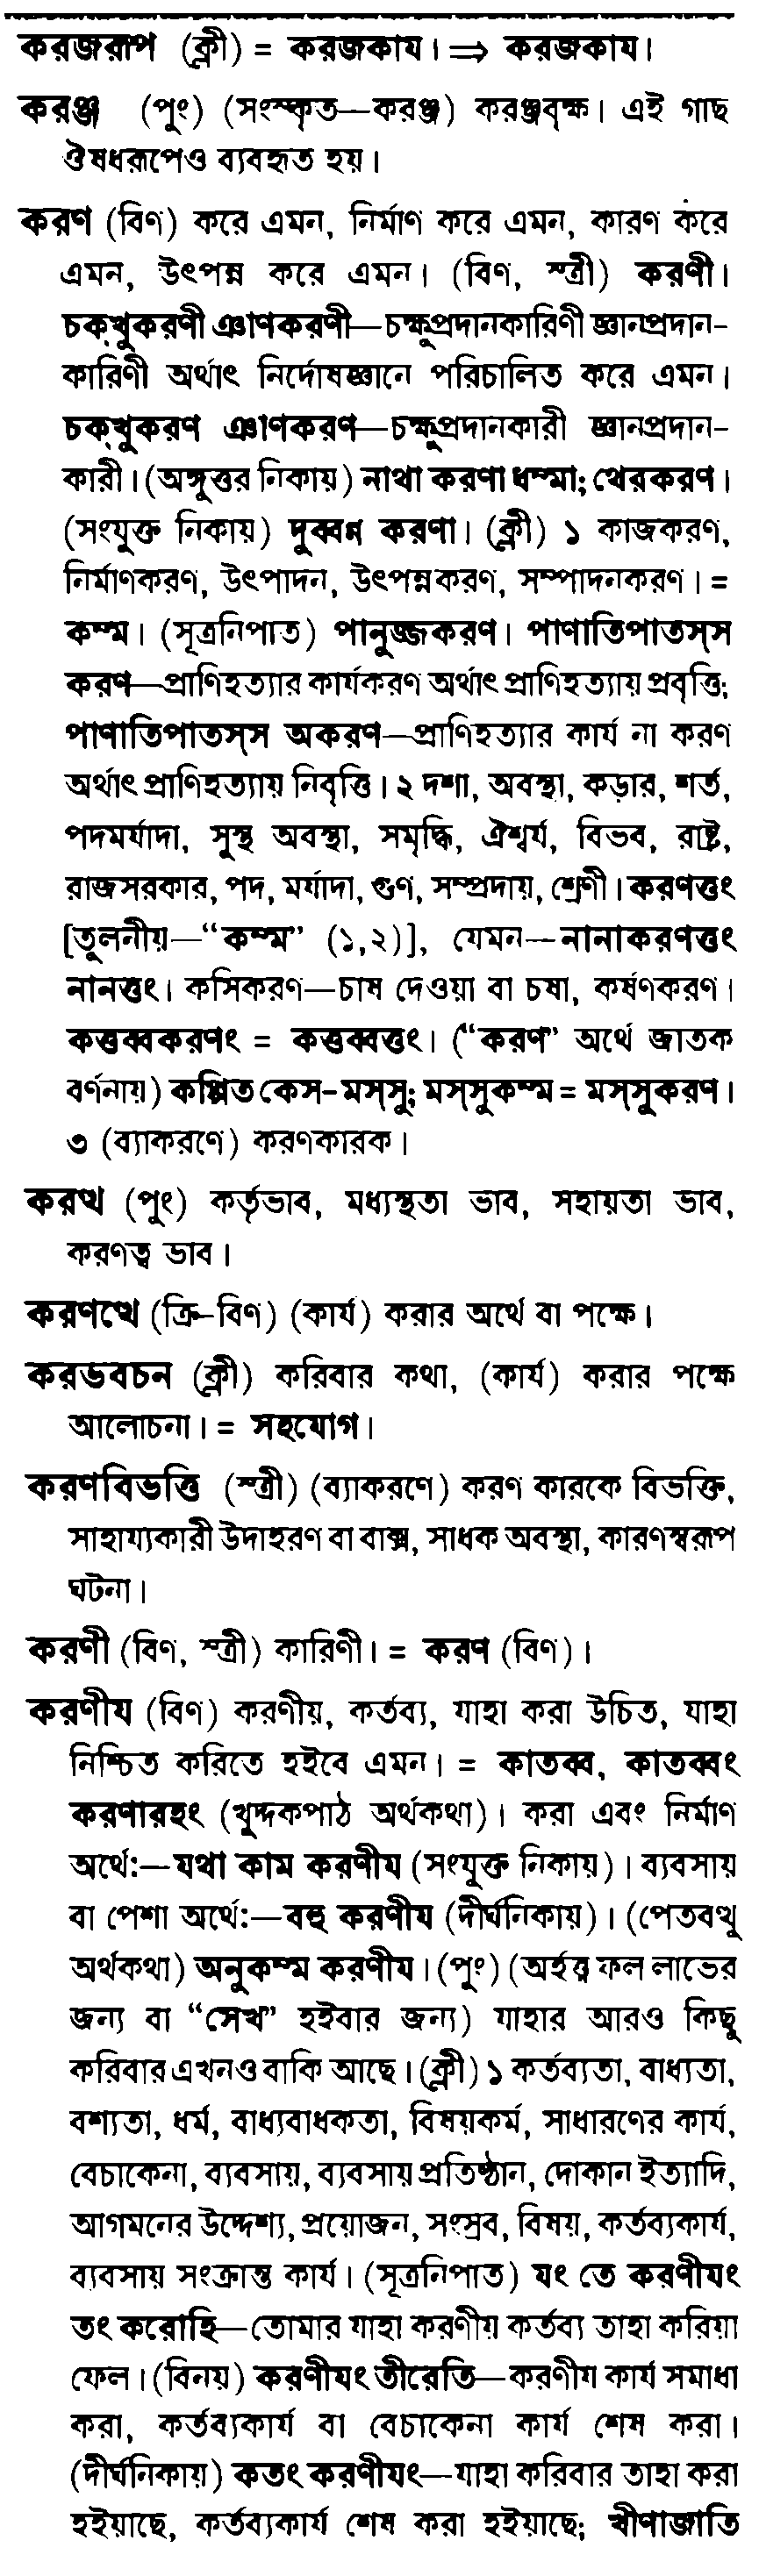 করজরূপ (ক্লী) = করজকায। ⇒ করজকায।
করঞ্জ (পুং) (সংস্কৃত—করঞ্জ) করঞ্জবৃক্ষ। এই গাছ
ঔষধরূপেও ব্যবহৃত হয়।
করণ (বিণ) করে এমন, নির্মাণ করে এমন, কারণ করে
এমন, উৎপন্ন করে এমন। (বিণ, স্ত্রী) করণী।
চক্‌খুকরণী ঞাণকরণী—চক্ষুপ্রদানকারিণী জ্ঞানপ্রদান-
কারিণী অর্থাৎ নির্দোষজ্ঞানে পরিচালিত করে এমন।
চক্‌খুকরণ ঞাণকরণ—চক্ষুপ্রদানকারী জ্ঞানপ্রদান-
কারী। (অঙ্গুত্তর নিকায়) নাথা করণা ধম্মা; থেরকরণ।
(সংযুক্ত নিকায়) দুব্বণ্ন করণা। (ক্লী) ১ কাজকরণ,
নির্মাণকরণ, উৎপাদন, উৎপন্নকরণ, সম্পাদনকরণ। =
কম্ম। (সূত্রনিপাত) পানুজ্জকরণ। পাণাতিপাতস্‌স
করণ—প্রাণিহত্যার কার্যকরণ অর্থাৎ প্রাণিহত্যায় প্রবৃত্তি;
পাণাতিপাতস্‌স অকরণ—প্রাণিহত্যার কার্য না করণ
অর্থাৎ প্রাণিহত্যায় নিবৃত্তি। ২ দশা, অবস্থা, কড়ার, শর্ত,
পদমর্যাদা, সুস্থ অবস্থা, সমৃদ্ধি, ঐশ্বর্য, বিভব, রাষ্ট্র,
রাজসরকার, পদ, মর্যাদা, গুণ, সম্প্রদায়, শ্রেণী। করণত্তং
[তুলনীয়—“কম্ম” (১,২)], যেমন—নানাকরণত্তং
নানত্তং। কসিকরণ—চাষ দেওয়া বা চষা, কর্ষণকরণ।
কত্তব্বকরণং = কত্তব্বত্তং। (“করণ” অর্থে জাতক
বর্ণনায়) কপ্পিত কেস-মস্‌সু; মস্‌সুকম্ম = মস্‌সুকরণ।
৩ (ব্যাকরণে) করণকারক।
করত্থ (পুং) কর্তৃভাব, মধ্যস্থতা ভাব, সহায়তা ভাব,
করণত্ব ভাব।
করণত্থে (ক্রি-বিণ) (কার্য) করার অর্থে বা পক্ষে।
করভবচন (ক্লী) করিবার কথা, (কার্য) করার পক্ষে
আলোচনা। = সহযোগ।
করণবিভত্তি (স্ত্রী) (ব্যাকরণে) করণ কারকে বিভক্তি,
সাহায্যকারী উদাহরণ বা বাক্স, সাধক অবস্থা, কারণস্বরূপ
ঘটনা।
করণী (বিণ, স্ত্রী) কারিণী। = করণ (বিণ)।
করণীয (বিণ) করণীয়, কর্তব্য, যাহা করা উচিত, যাহা
নিশ্চিত করিতে হইবে এমন। = কাতব্ব, কাতব্বং
করণারহং (খুদ্দকপাঠ অর্থকথা)। করা এবং নির্মাণ
অর্থে:—যথা কাম করণীয (সংযুক্ত নিকায়)। ব্যবসায়
বা পেশা অর্থে:—বহু করণীয (দীর্ঘনিকায়)। (পেতবত্থু
অর্থকথা) অনুকম্ম করণীয। (পুং) (অর্হত্ত্ব ফল লাভের
জন্য বা “সেখ” হইবার জন্য) যাহার আরও কিছু
করিবার এখনও বাকি আছে। (ক্লী) ১ কর্তব্যতা, বাধ্যতা,
বশ্যতা, ধর্ম, বাধ্যবাধকতা, বিষয়কর্ম, সাধারণের কার্য,
বেচাকেনা, ব্যবসায়, ব্যবসায় প্রতিষ্ঠান, দোকান ইত্যাদি,
আগমনের উদ্দেশ্য, প্রয়োজন, সংস্রব, বিষয়, কর্তব্যকার্য,
ব্যবসায় সংক্রান্ত কার্য। (সূত্রনিপাত) যং তে করণীযং
তং করোহি—তোমার যাহা করণীয় কর্তব্য তাহা করিয়া
ফেল। (বিনয়) করণীযং তীরেতি—করণীয কার্য সমাধা
করা, কর্তব্যকার্য বা বেচাকেনা কার্য শেষ করা।
(দীর্ঘনিকায়) কতং করণীযং—যাহা করিবার তাহা করা
হইয়াছে, কর্তব্যকার্য শেষ করা হইয়াছে; খীণাজাতি